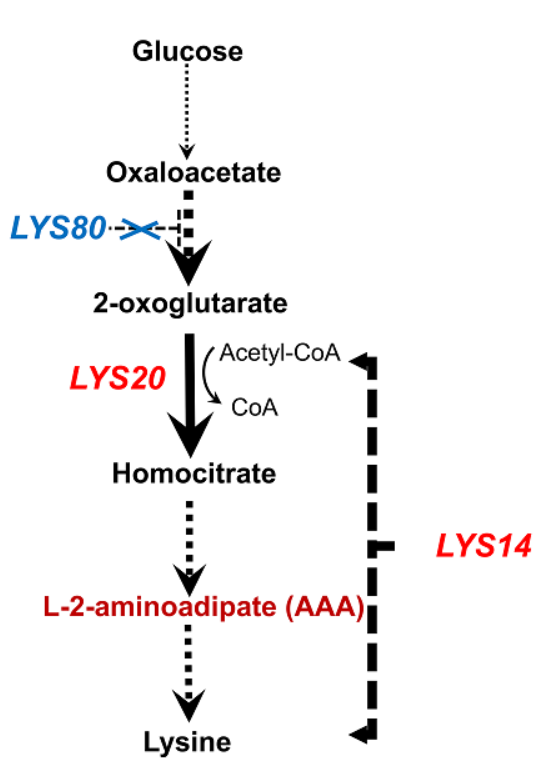 Glucose
Oxaloacetate
LYS80
2-oxoglutarate
Acetyl-CoA
LYS20
CoA
Homocitrate
LYS14
L-2-aminoadipate (AAA)
Lysine